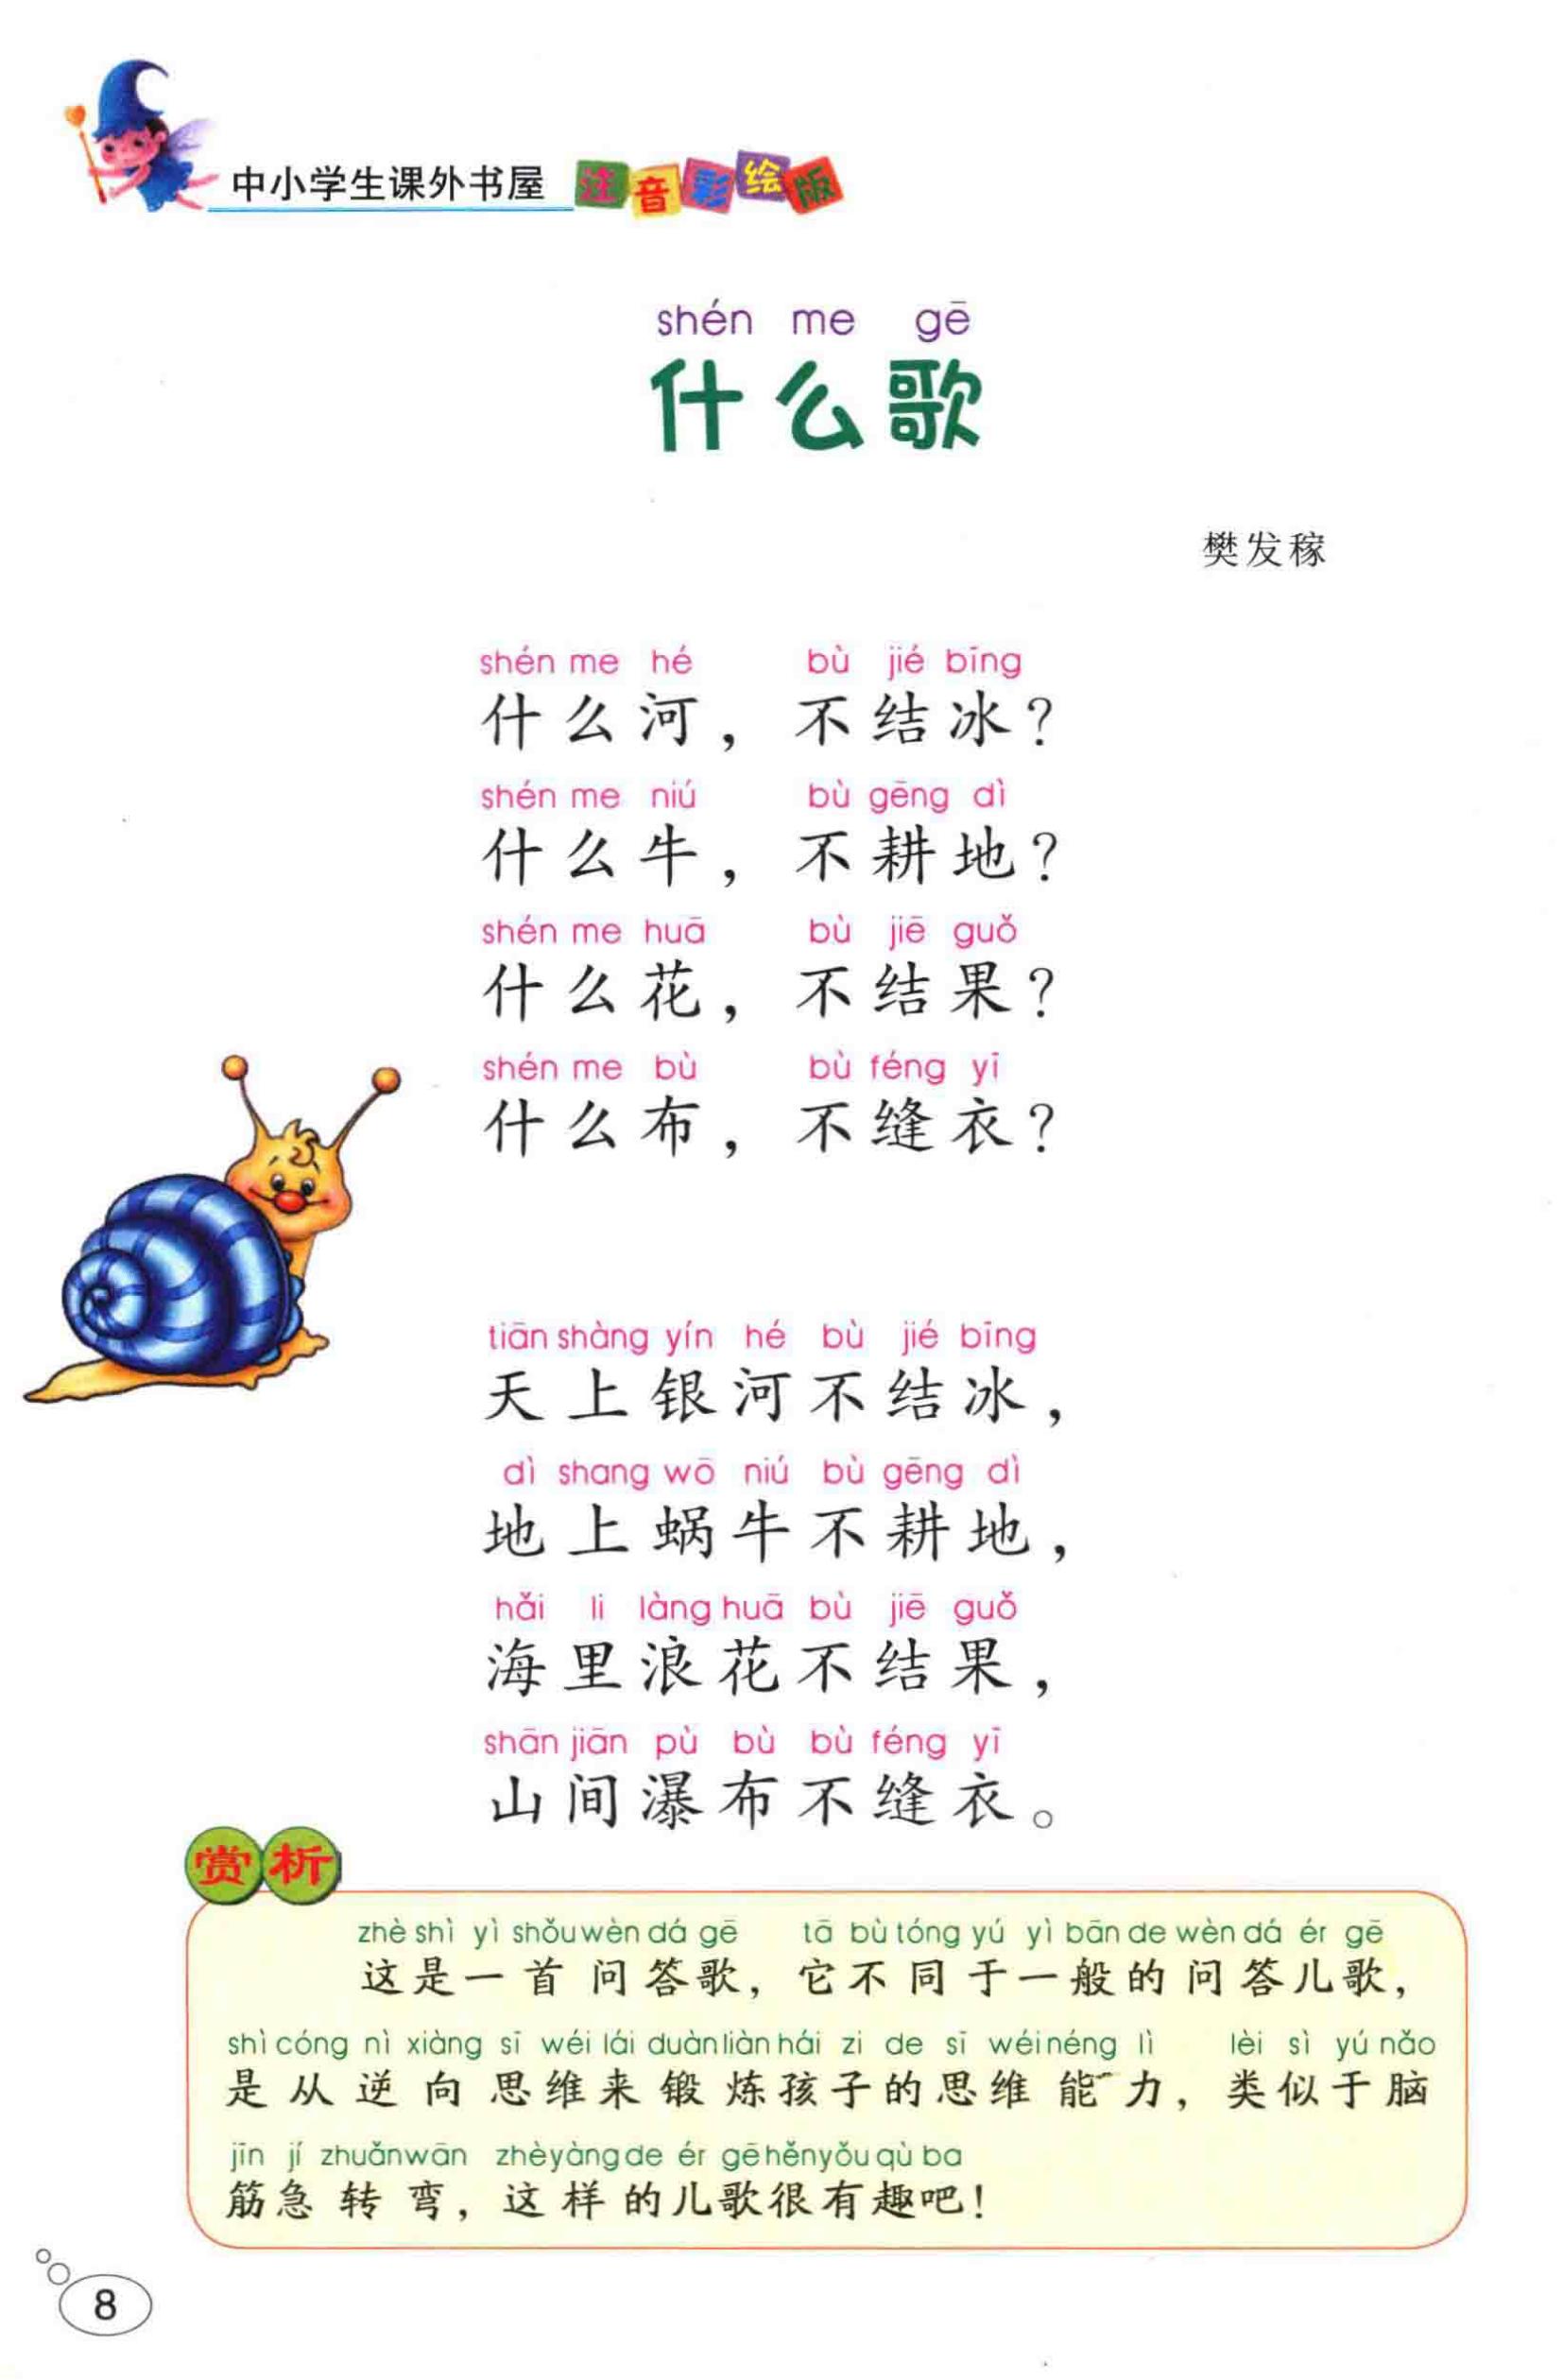 中小学生课外书屋 注音彩绘版
shén me gē
什么歌
樊发稼
shén me hé bù jié bīng
什么河，不结冰？
shén me niú bù gēng dì
什么牛，不耕地？
shén me huā bù jiē guǒ
什么花，不结果？
shén me bù bù féng yī
什么布，不缝衣？
tiān shàng yín hé bù jié bīng
天上银河不结冰，
dì shang wō niú bù gēng dì
地上蜗牛不耕地，
hǎi li làng huā bù jiē guǒ
海里浪花不结果，
shān jiān pù bù bù féng yī
山间瀑布不缝衣。
赏析
zhè shì yì shǒu wèn dá gē tā bù tóng yú yì bān de wèn dá ér gē
这是一首问答歌，它不同于一般的问答儿歌，
shì cóng nì xiàng sī wéi lái duàn liàn hái zi de sī wéi néng lì lèi sì yú nǎo
是从逆向思维来锻炼孩子的思维能力，类似于脑
jīn jí zhuǎn wān zhè yàng de ér gē hěn yǒu qù ba
筋急转弯，这样的儿歌很有趣吧！
8